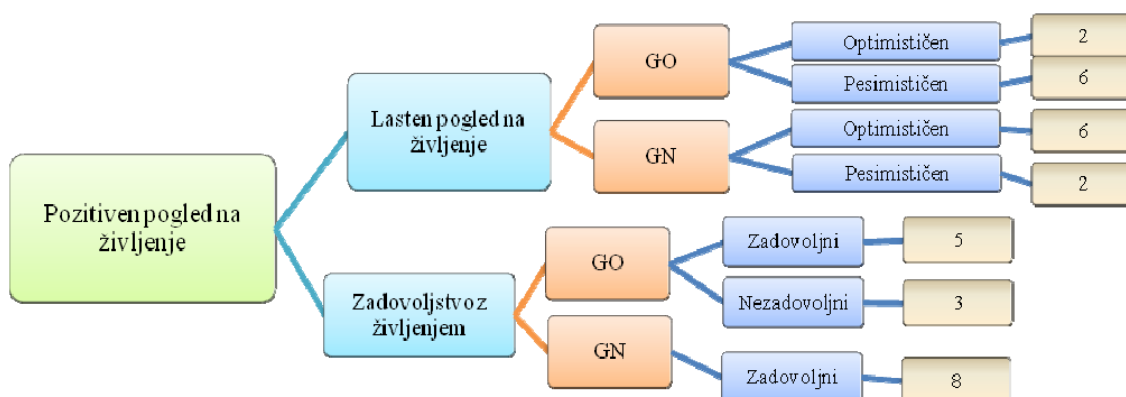 Pozitiven pogled na
življenje
Lasten pogled na
življenje
GO
Optimističen
2
Pesimističen
6
GN
Optimističen
6
Pesimističen
2
Zadovoljstvo z
življenjem
GO
Zadovoljni
5
Nezadovoljni
3
GN
Zadovoljni
8